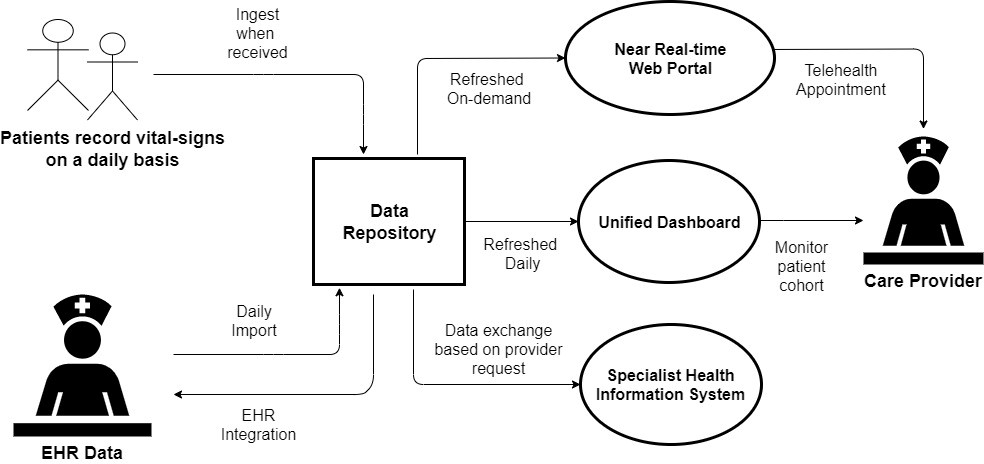 Ingest
when
received
Patients record vital-signs
on a daily basis
Refreshed
On-demand
Near Real-time
Web Portal
Telehealth
Appointment
Data
Repository
Refreshed
Daily
Unified Dashboard
Monitor
patient
cohort
Care Provider
Daily
Import
EHR
Integration
EHR Data
Data exchange
based on provider
request
Specialist Health
Information System